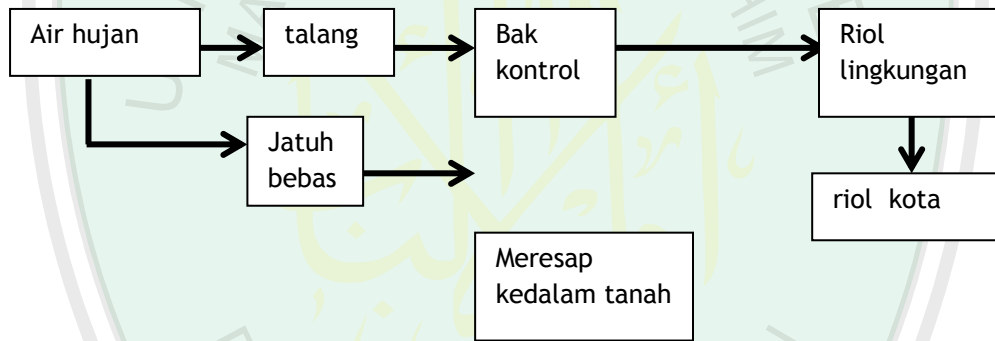 Air hujan
talang
Bak
kontrol
Riol
lingkungan
Jatuh
bebas
riol kota
Meresap
kedalam tanah